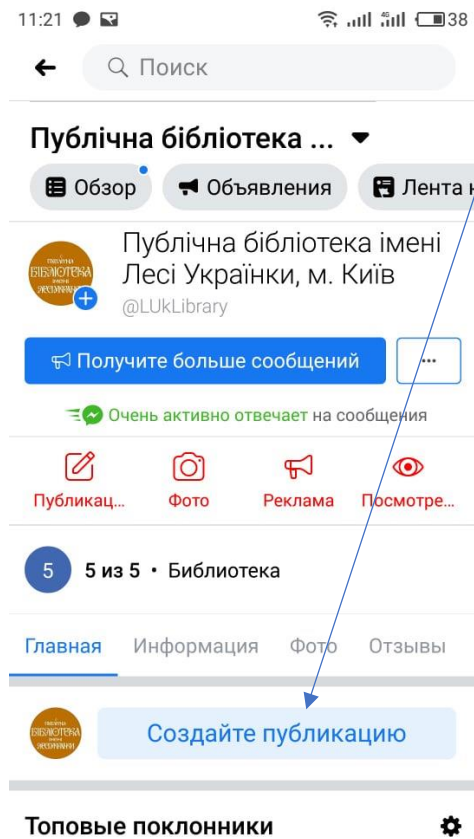 11:21 38
Поиск
Публічна бібліотека ...
Обзор Объявления Лента н
Публічна бібліотека імені
Лесі Українки, м. Київ
@LUkLibrary
Получите больше сообщений ...
Очень активно отвечает на сообщения
Публикац... Фото Реклама Посмотре...
5 5 из 5 • Библиотека
Главная Информация Фото Отзывы
Создайте публикацию
Топовые поклонники